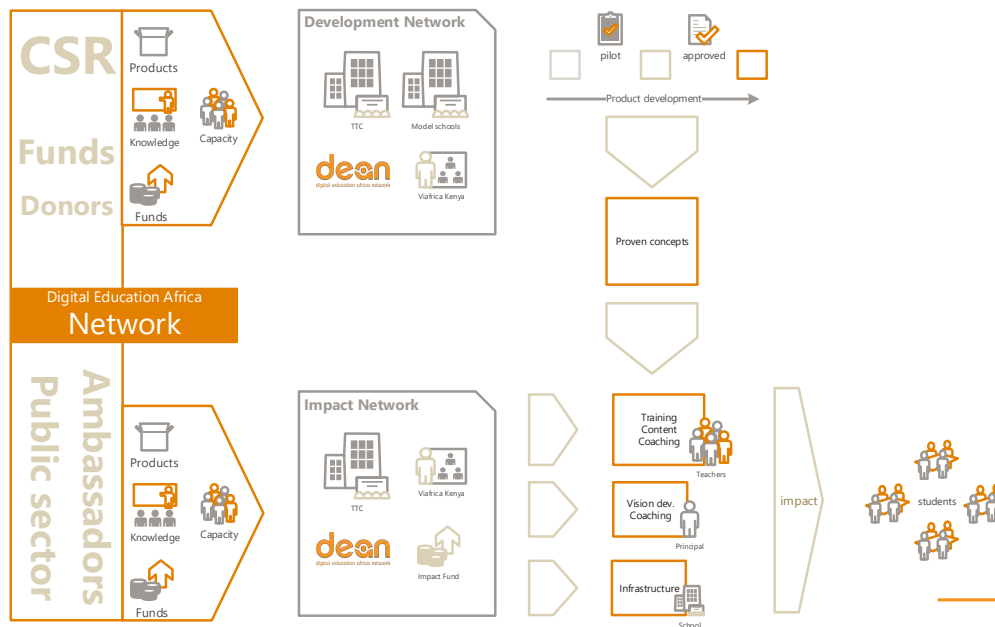 CSR
Funds
Donors
Products
Knowledge
Capacity
Funds
Development Network
TTC
Model schools
dean
digital education africa network
Viafrica Kenya
pilot
approved
Product development
Proven concepts
Digital Education Africa
Network
Public sector
Ambassadors
Products
Knowledge
Capacity
Funds
Impact Network
TTC
Viafrica Kenya
dean
digital education africa network
Impact Fund
Training
Content
Coaching
Teachers
Vision dev.
Coaching
Principal
Infrastructure
School
impact
students